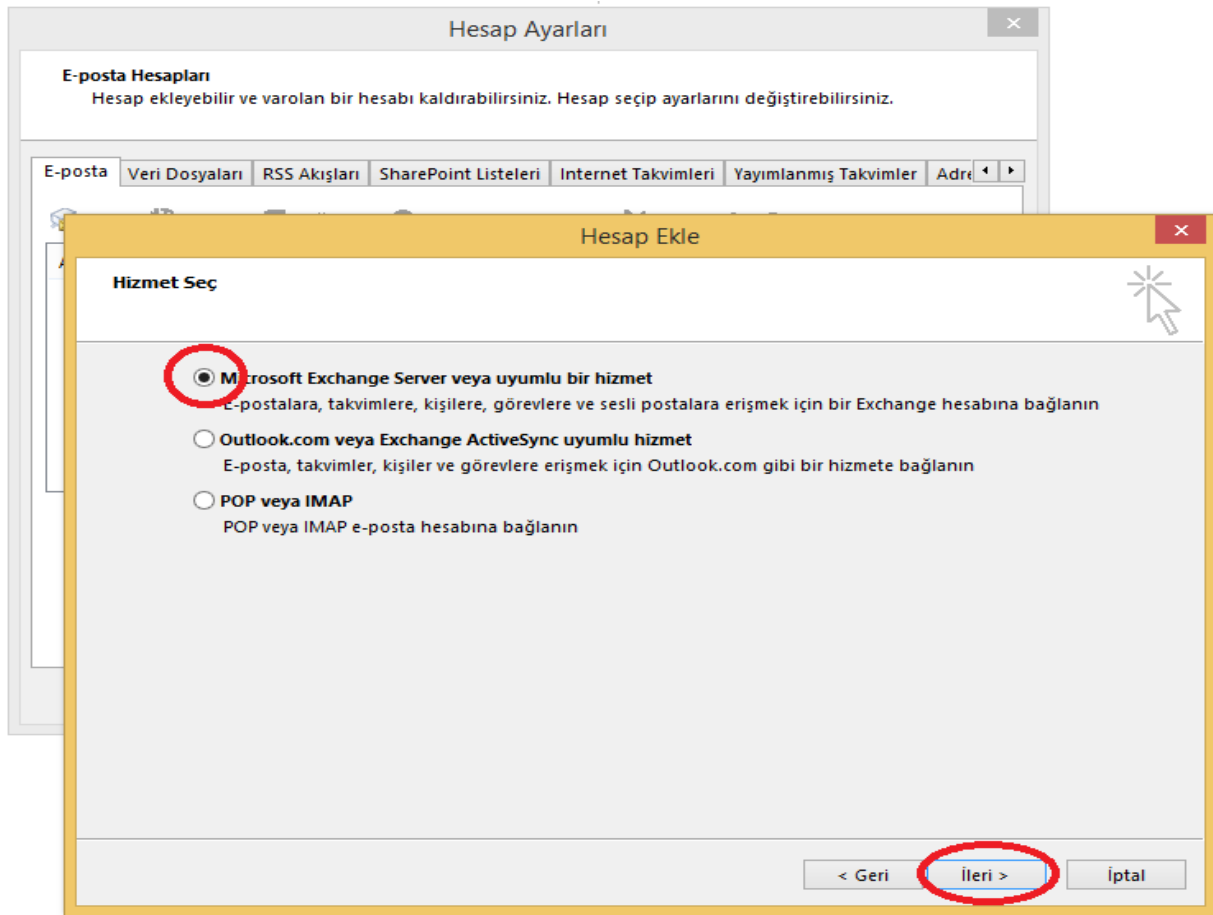 Hesap Ayarları
E-posta Hesapları
Hesap ekleyebilir ve varolan bir hesabı kaldırabilirsiniz. Hesap seçip ayarlarını değiştirebilirsiniz.
E-posta Veri Dosyaları RSS Akışları SharePoint Listeleri Internet Takvimleri Yayımlanmış Takvimler
Hesap Ekle
Hizmet Seç
Microsoft Exchange Server veya uyumlu bir hizmet
E-postalara, takvimlere, kişilere, görevlere ve sesli postalara erişmek için bir Exchange hesabına bağlanın
Outlook.com veya Exchange ActiveSync uyumlu hizmet
E-posta, takvimler, kişiler ve görevlere erişmek için Outlook.com gibi bir hizmete bağlanın
POP veya IMAP
POP veya IMAP e-posta hesabına bağlanın
< Geri İleri > İptal